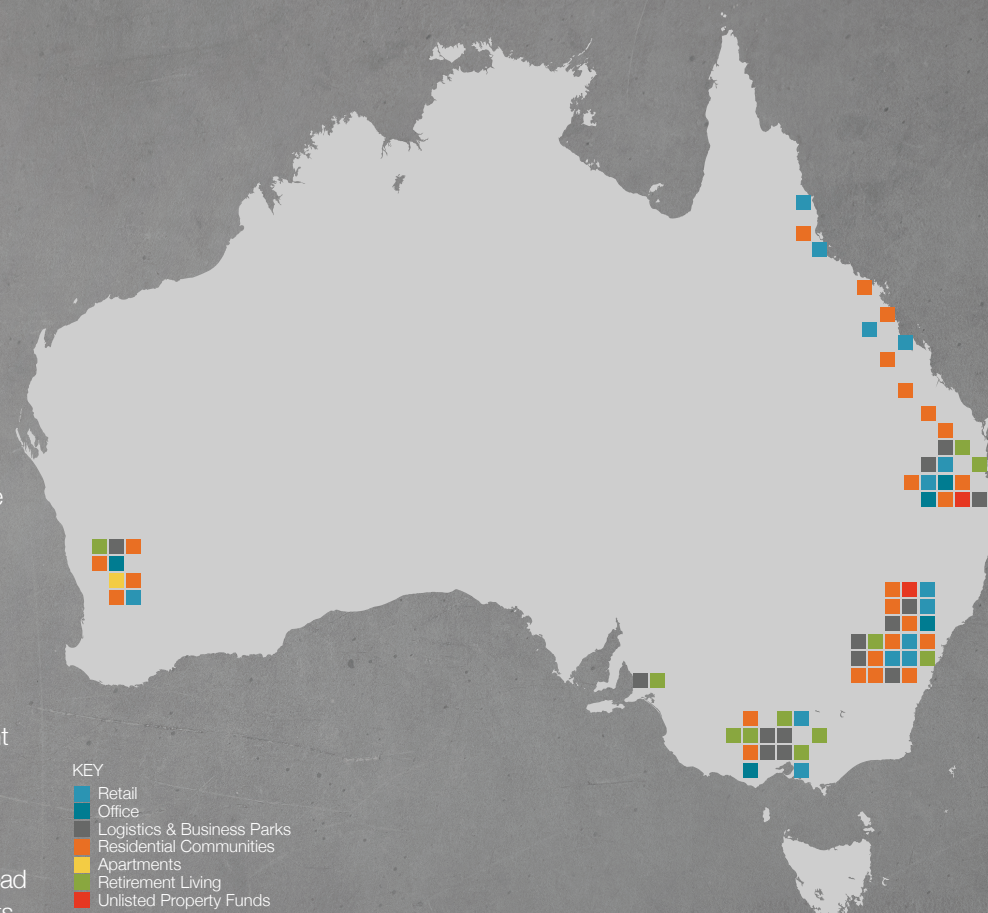 KEY
Retail
Office
Logistics & Business Parks
Residential Communities
Apartments
Retirement Living
Unlisted Property Funds